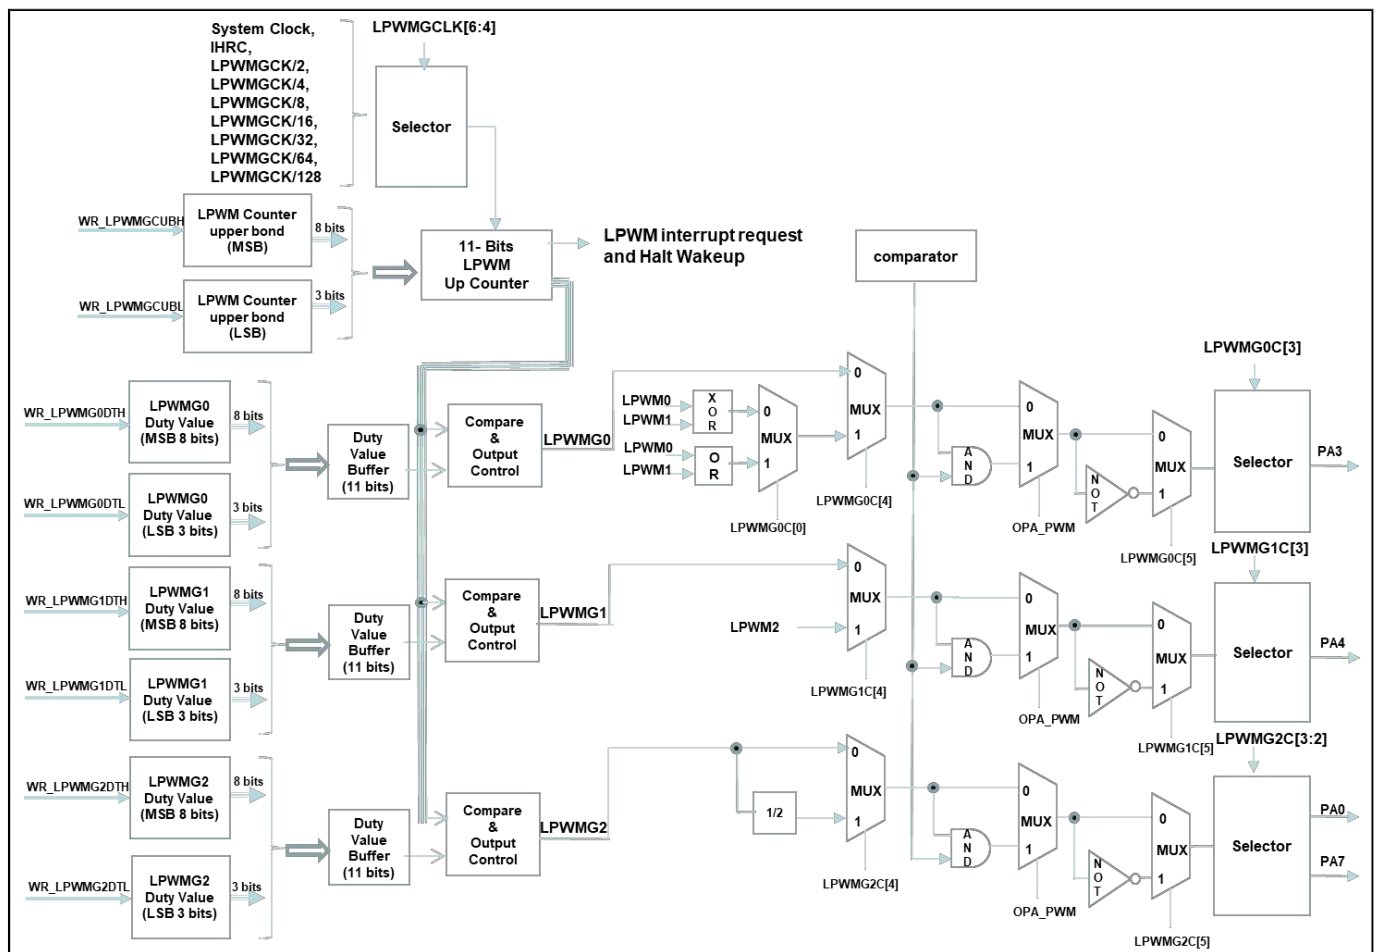 System Clock,
IHRC,
LPWMGCK/2,
LPWMGCK/4,
LPWMGCK/8,
LPWMGCK/16,
LPWMGCK/32,
LPWMGCK/64,
LPWMGCK/128
LPWMGCLK[6:4]
Selector
WR_LPWMGCUBH
LPWM Counter
upper bond
(MSB)
8 bits
WR_LPWMGCUBL
LPWM Counter
upper bond
(LSB)
3 bits
11- Bits
LPWM
Up Counter
LPWM interrupt request
and Halt Wakeup
comparator
WR_LPWMG0DTH
LPWMG0
Duty Value
(MSB 8 bits)
8 bits
WR_LPWMG0DTL
LPWMG0
Duty Value
(LSB 3 bits)
3 bits
Duty
Value
Buffer
(11 bits)
Compare
&
Output
Control
LPWMG0
LPWM0
LPWM1
XOR
LPWM0
LPWM1
OR
0
MUX
1
LPWMG0C[0]
0
MUX
1
LPWMG0C[4]
AND
0
MUX
1
OPA_PWM
NOT
0
MUX
1
LPWMG0C[5]
LPWMG0C[3]
Selector
PA3
WR_LPWMG1DTH
LPWMG1
Duty Value
(MSB 8 bits)
8 bits
WR_LPWMG1DTL
LPWMG1
Duty Value
(LSB 3 bits)
3 bits
Duty
Value
Buffer
(11 bits)
Compare
&
Output
Control
LPWMG1
LPWM2
0
MUX
1
LPWMG1C[4]
AND
0
MUX
1
OPA_PWM
NOT
0
MUX
1
LPWMG1C[5]
LPWMG1C[3]
Selector
PA4
WR_LPWMG2DTH
LPWMG2
Duty Value
(MSB 8 bits)
8 bits
WR_LPWMG2DTL
LPWMG2
Duty Value
(LSB 3 bits)
3 bits
Duty
Value
Buffer
(11 bits)
Compare
&
Output
Control
LPWMG2
1/2
0
MUX
1
LPWMG2C[4]
AND
0
MUX
1
OPA_PWM
NOT
0
MUX
1
LPWMG2C[5]
LPWMG2C[3:2]
Selector
PA0
PA7